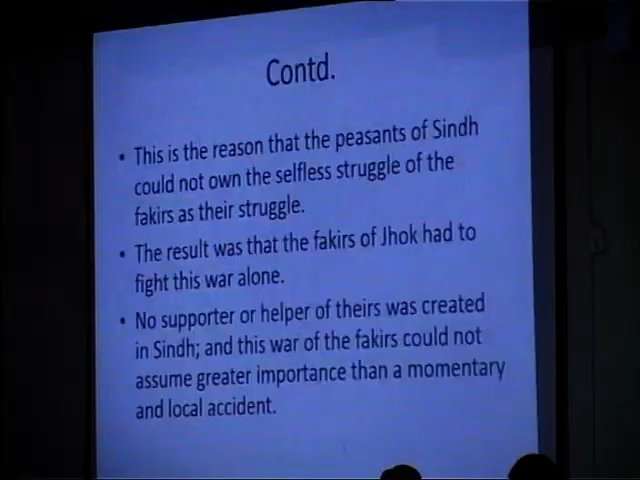 Contd.
• This is the reason that the peasants of Sindh
could not own the selfless struggle of the
fakirs as their struggle.
• The result was that the fakirs of Jhok had to
fight this war alone.
• No supporter or helper of theirs was created
in Sindh; and this war of the fakirs could not
assume greater importance than a momentary
and local accident.